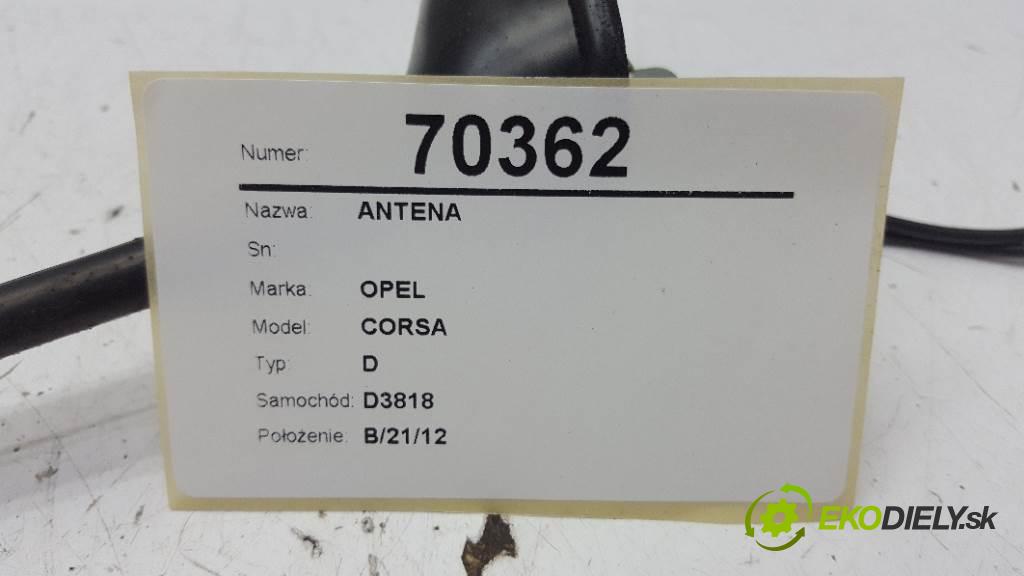 Numer: 70362
Nazwa: ANTENA
Sn:
Marka: OPEL
Model: CORSA
Typ: D
Samochód: D3818
Położenie: B/21/12
EKODIELY.sk